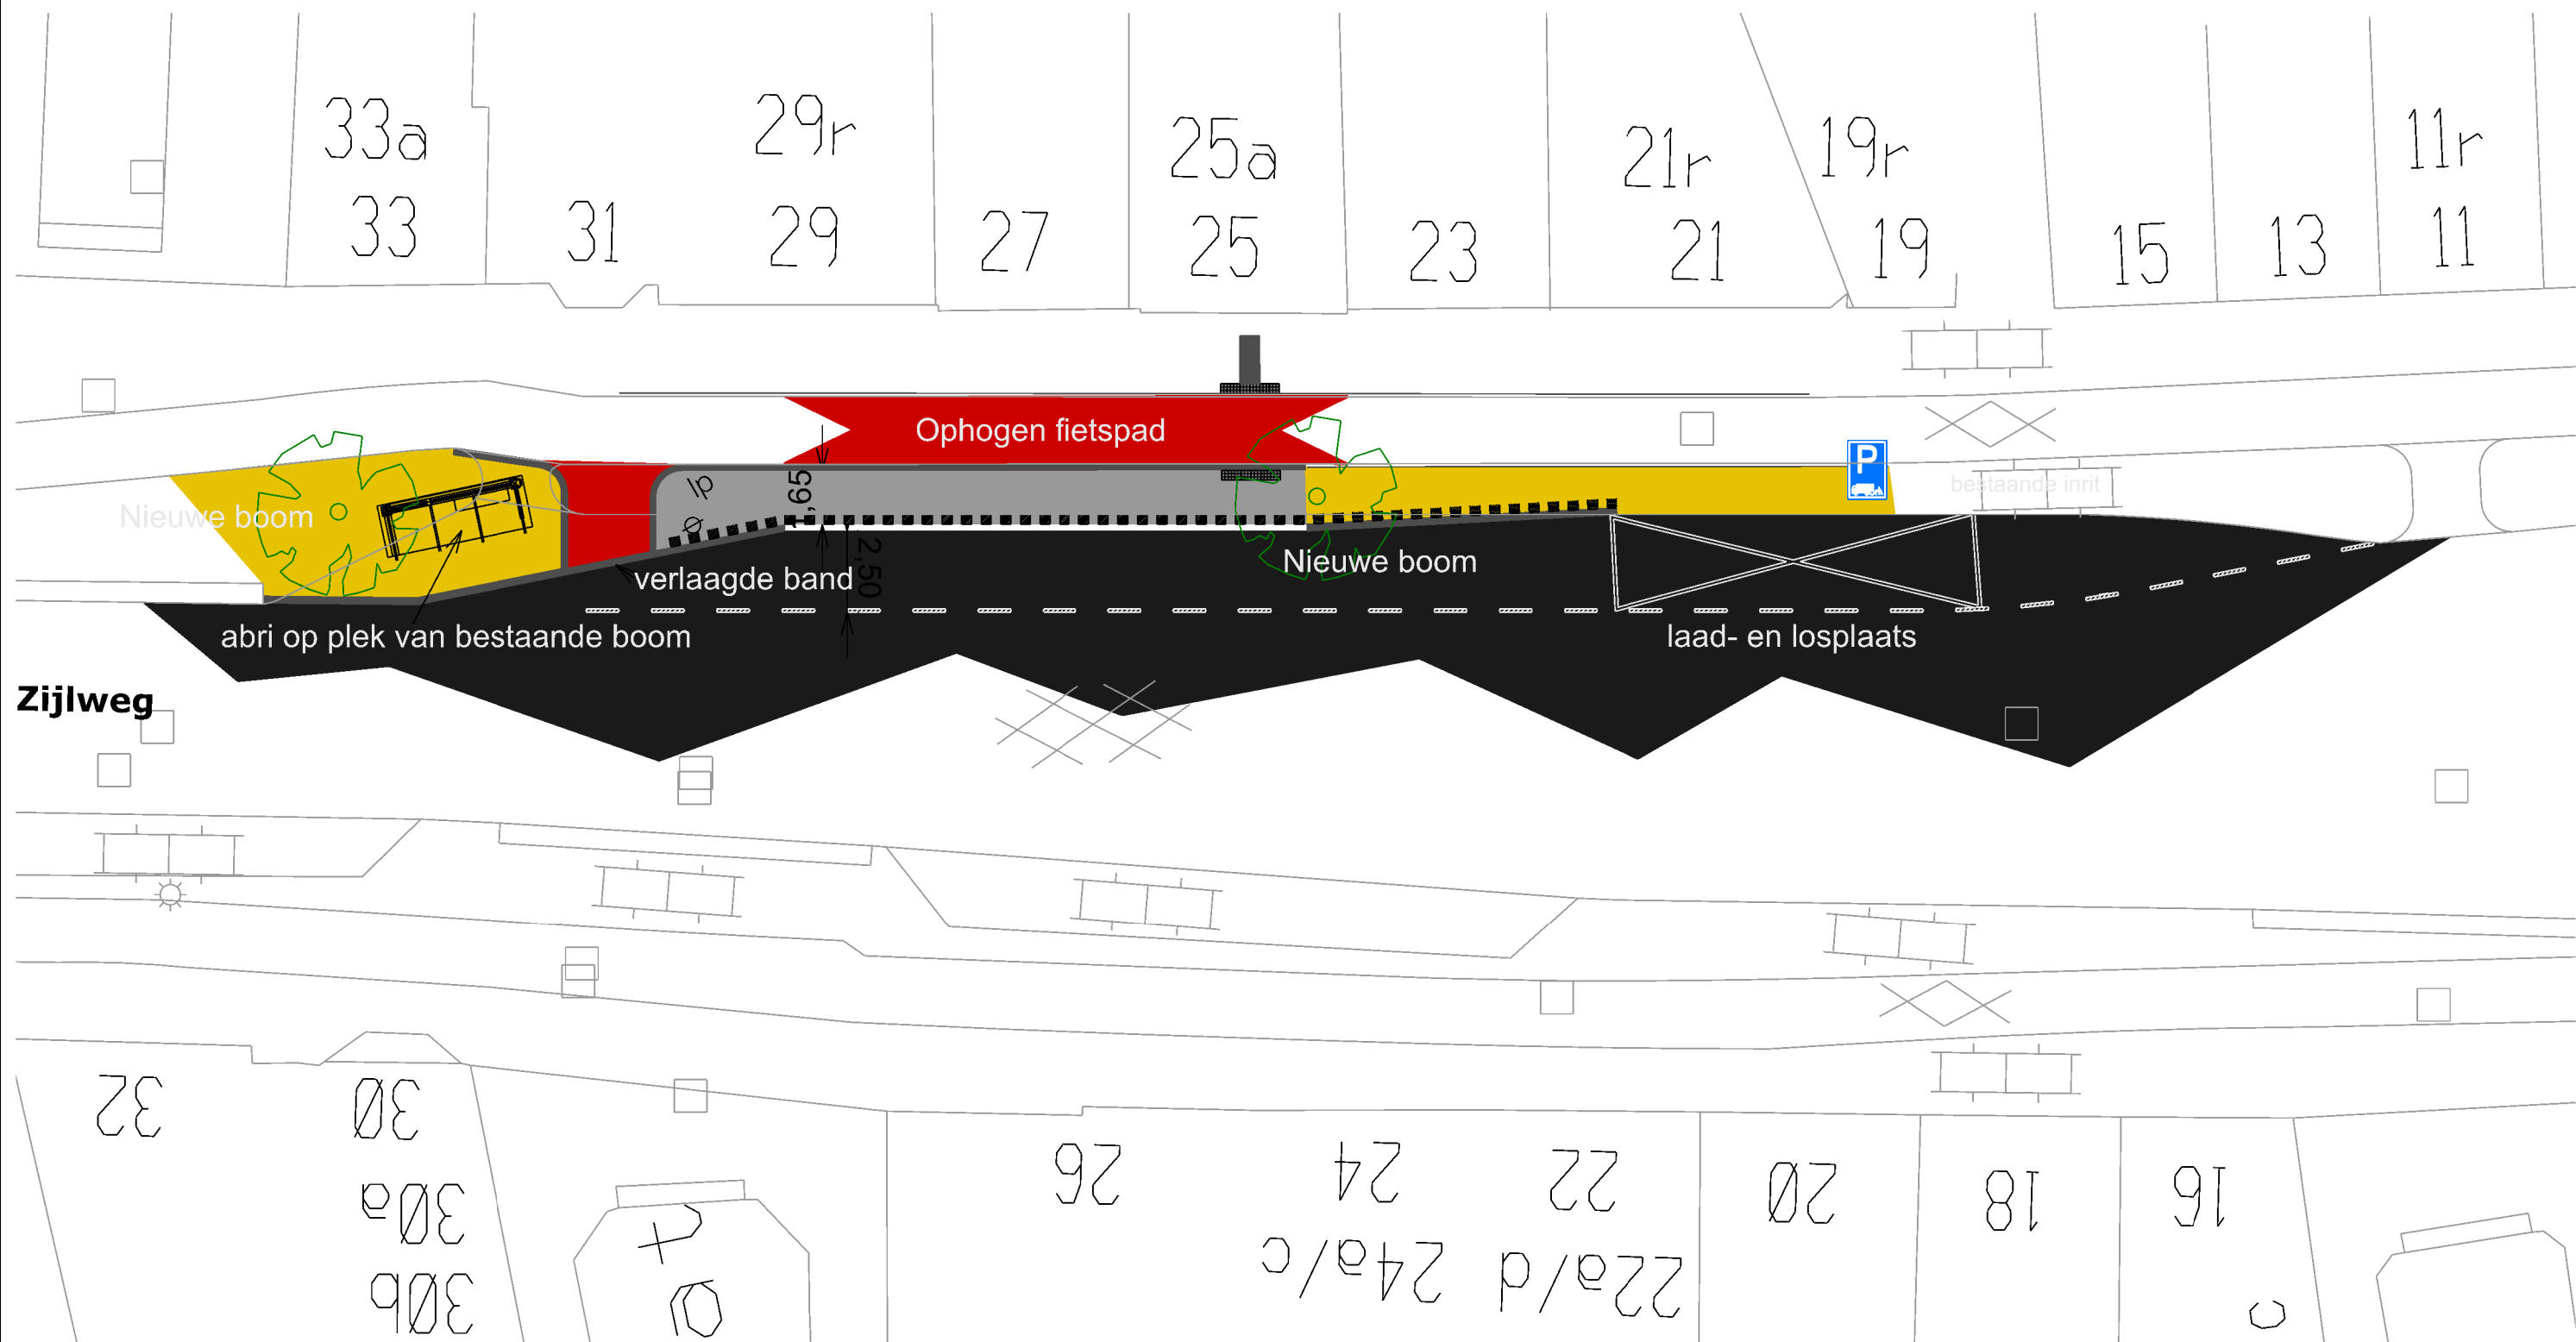 33a
29r
25a
21r
19r
11r
33
31
29
27
25
23
21
19
15
13
11
Ophogen fietspad
P
lp
1,65
bestaande inrit
Nieuwe boom
Nieuwe boom
verlaagde band
2,50
abri op plek van bestaande boom
laad- en losplaats
Zijlweg
32
30
30a
30b
26
24
24a/c
22
22a/d
20
18
16